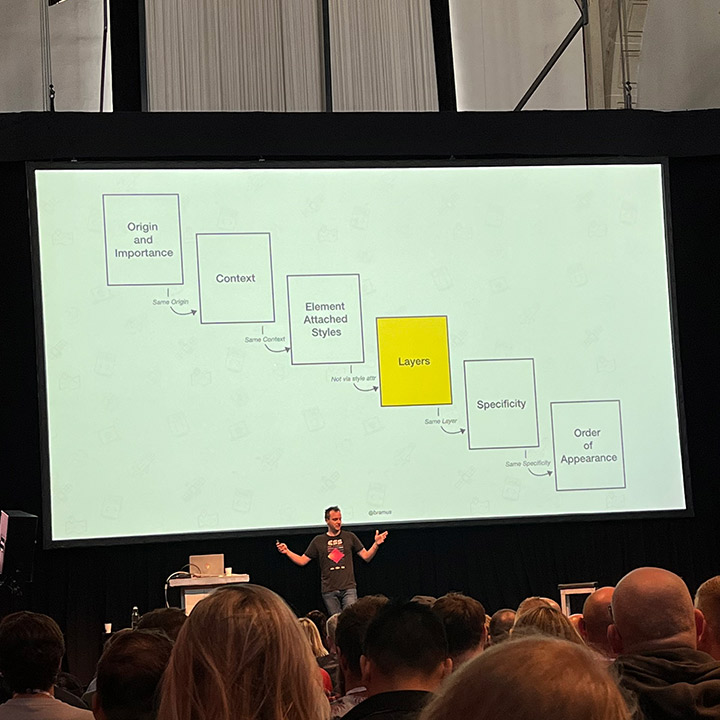 Origin
and
Importance
Same Origin
Context
Same Context
Element
Attached
Styles
Not via style attr
Layers
Same Layer
Specificity
Same Specificity
Order
of
Appearance
@bramus
CSS